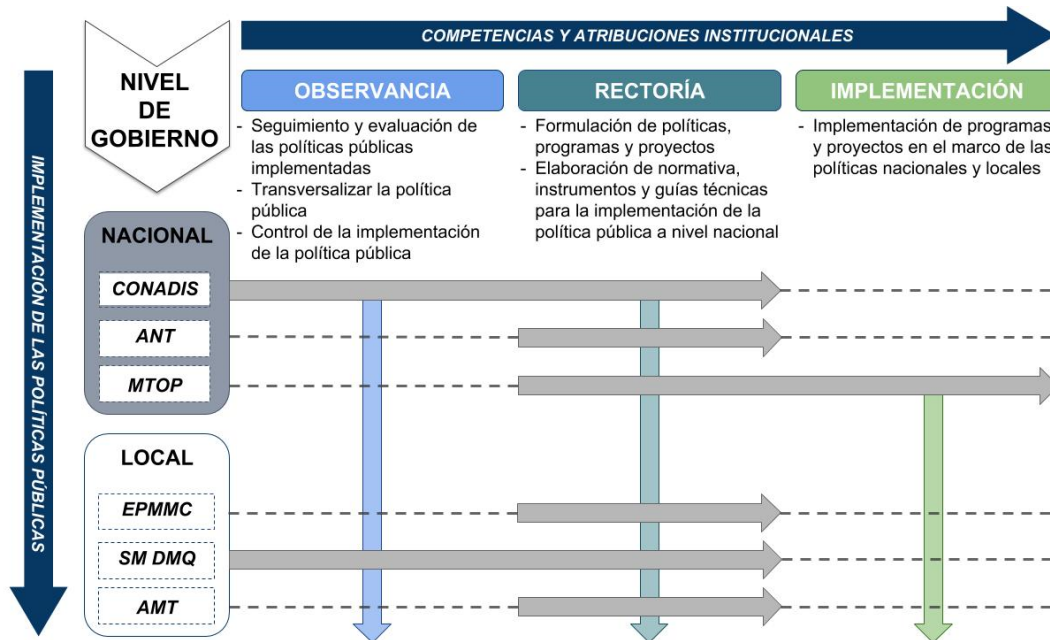 COMPETENCIAS Y ATRIBUCIONES INSTITUCIONALES
NIVEL
DE
GOBIERNO
OBSERVANCIA
RECTORÍA
IMPLEMENTACIÓN
- Seguimiento y evaluación de
las políticas públicas
implementadas
- Transversalizar la política
pública
- Control de la implementación
de la política pública
- Formulación de políticas,
programas y proyectos
- Elaboración de normativa,
instrumentos y guías técnicas
para la implementación de la
política pública a nivel nacional
- Implementación de programas
y proyectos en el marco de las
políticas nacionales y locales
IMPLEMENTACIÓN DE LAS POLÍTICAS PÚBLICAS
NACIONAL
CONADIS
ANT
MTOP
LOCAL
EPMMC
SM DMQ
AMT